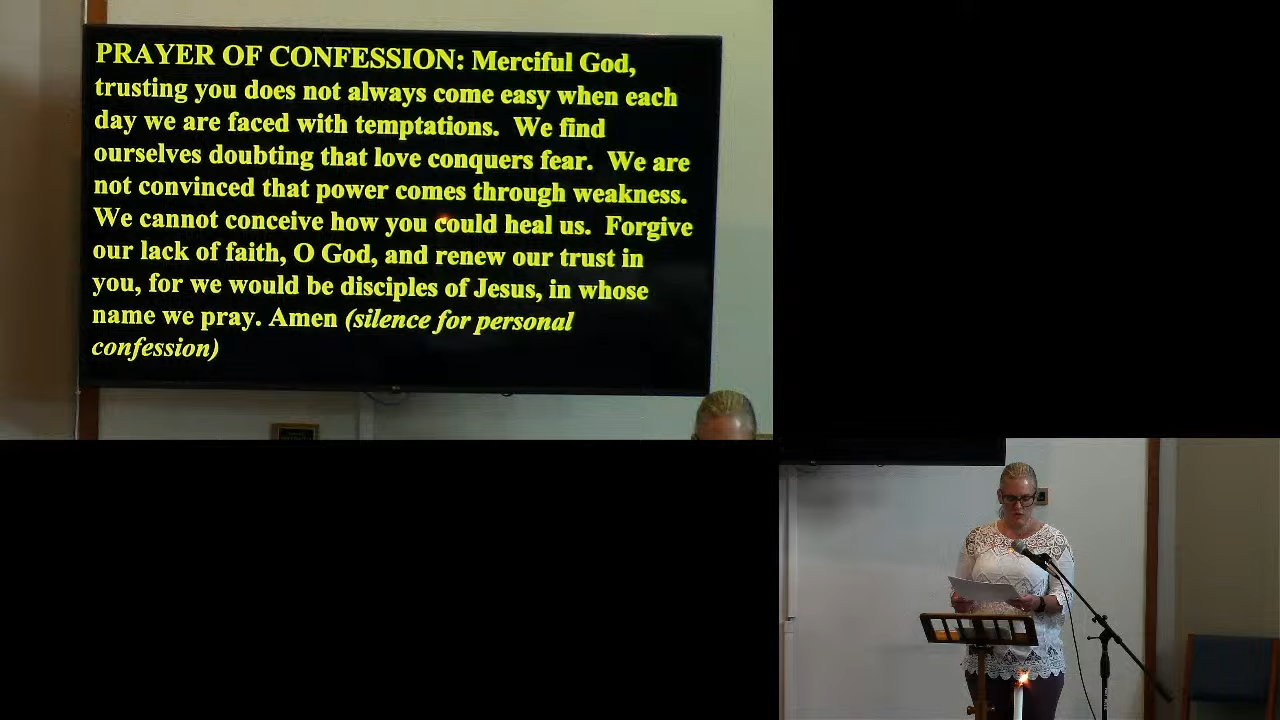 PRAYER OF CONFESSION: Merciful God,
trusting you does not always come easy when each
day we are faced with temptations.  We find
ourselves doubting that love conquers fear.  We are
not convinced that power comes through weakness.
We cannot conceive how you could heal us.  Forgive
our lack of faith, O God, and renew our trust in
you, for we would be disciples of Jesus, in whose
name we pray. Amen (silence for personal
confession)